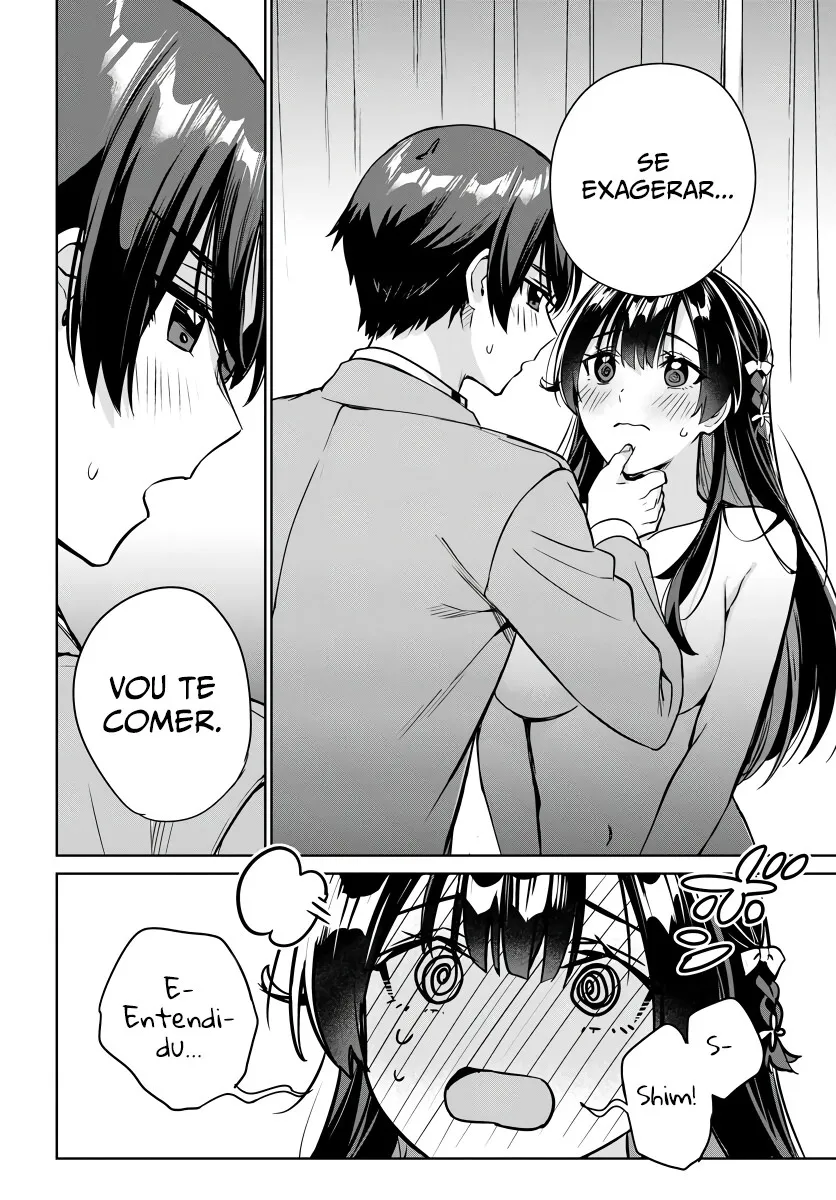 SE
EXAGERAR...
VOU TE
COMER.
S-
Shim!
E-
Entendi-
du...